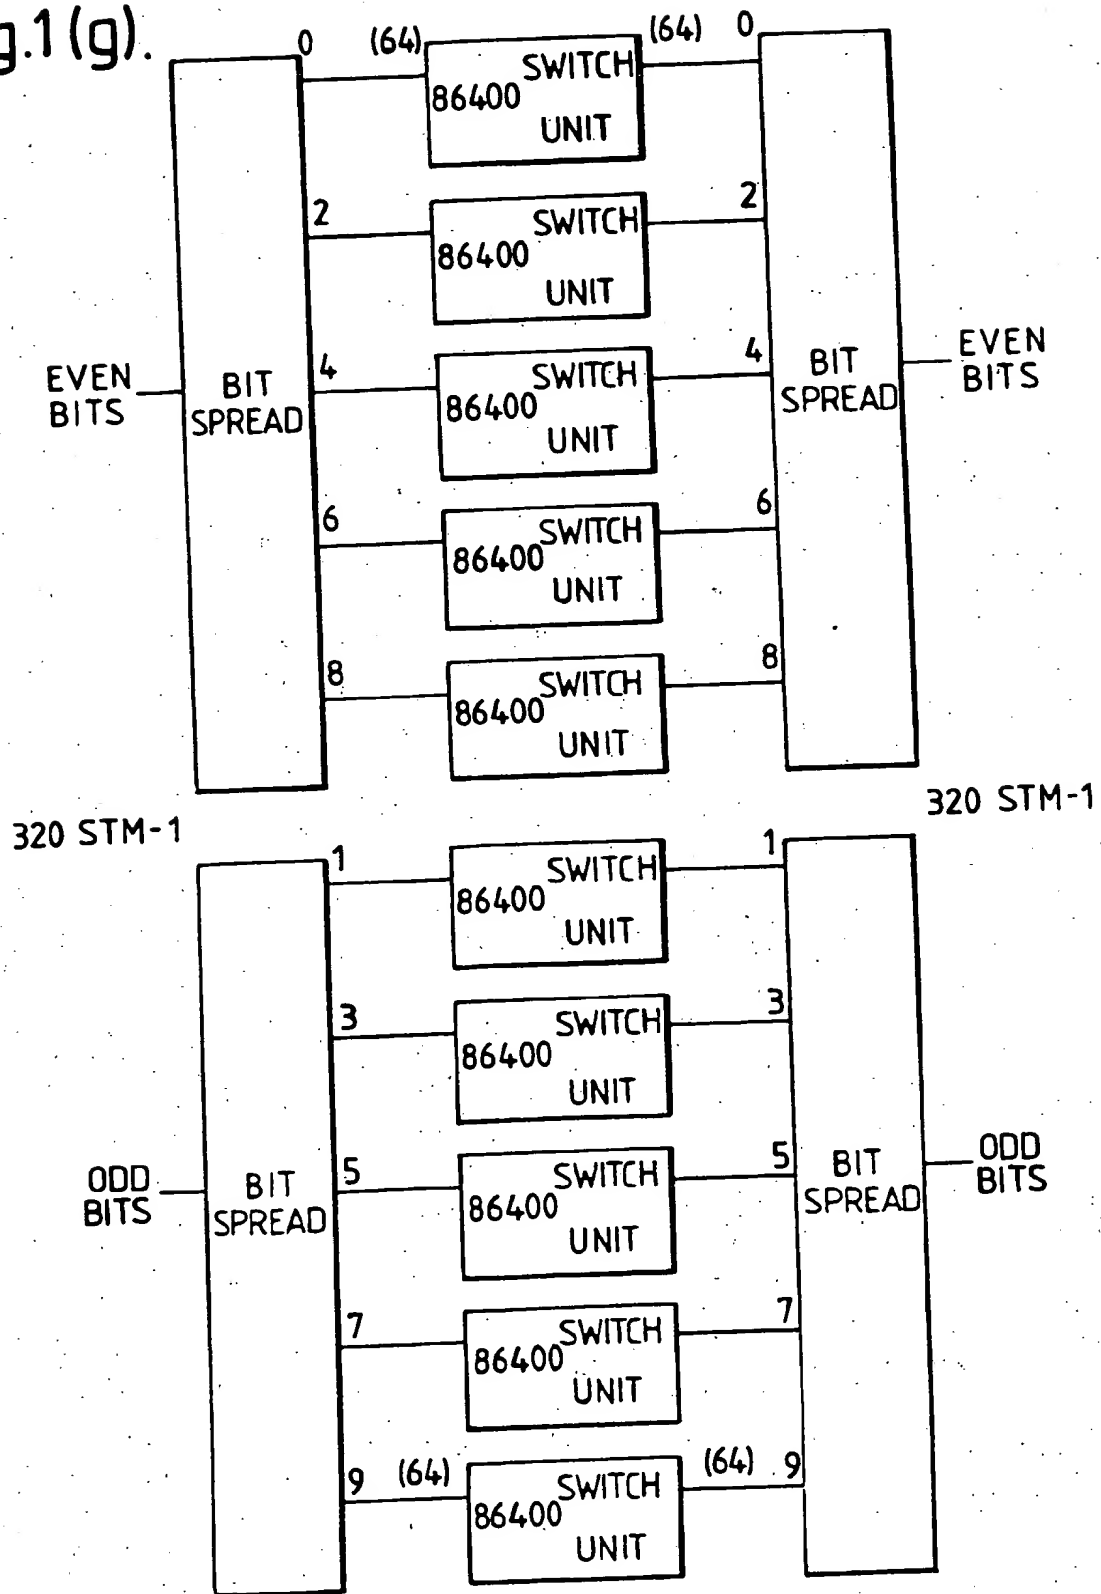 g.1 (g).
0 (64) SWITCH (64) 0
86400
UNIT
2 SWITCH 2
86400
UNIT
EVEN
BITS
BIT
SPREAD
4 SWITCH 4
86400
UNIT
BIT
SPREAD
EVEN
BITS
6 SWITCH 6
86400
UNIT
8 SWITCH 8
86400
UNIT
320 STM-1
320 STM-1
1 SWITCH 1
86400
UNIT
3 SWITCH 3
86400
UNIT
ODD
BITS
BIT
SPREAD
5 SWITCH 5
86400
UNIT
BIT
SPREAD
ODD
BITS
7 SWITCH 7
86400
UNIT
9 (64) SWITCH (64) 9
86400
UNIT